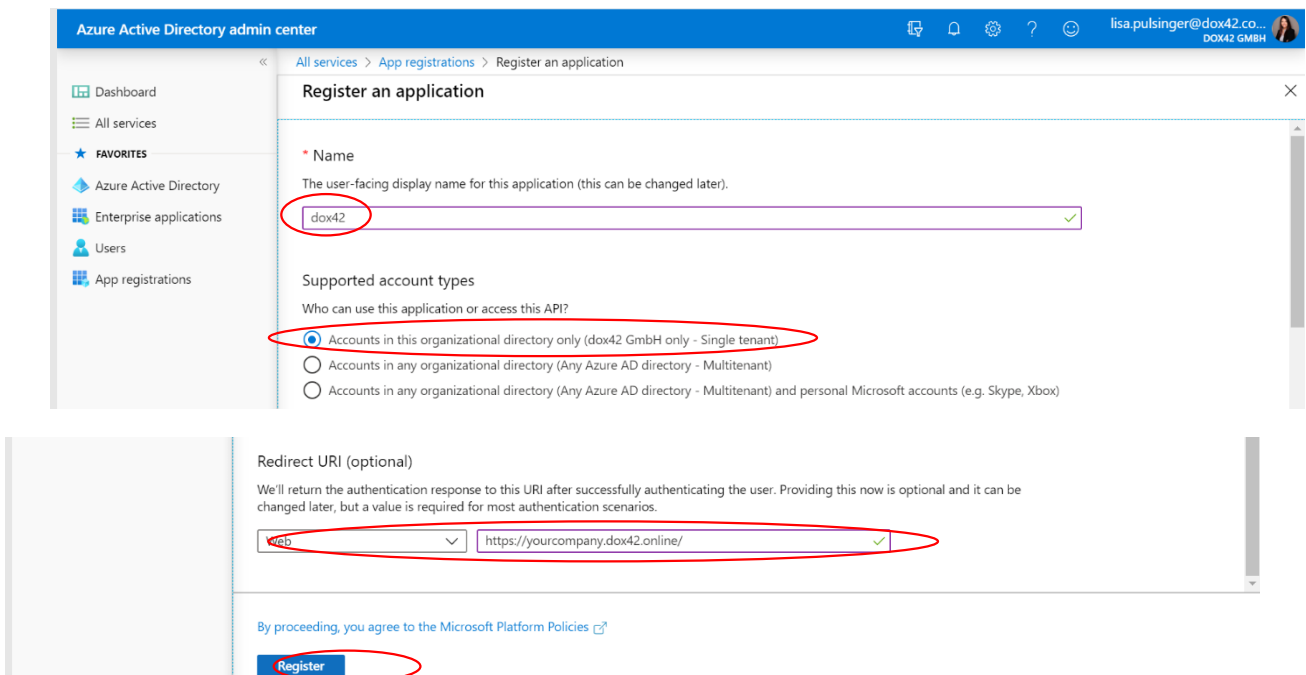 Azure Active Directory admin center
lisa.pulsinger@dox42.co...
DOX42 GMBH
All services > App registrations > Register an application
Register an application
Dashboard
All services
FAVORITES
Azure Active Directory
Enterprise applications
Users
App registrations
* Name
The user-facing display name for this application (this can be changed later).
dox42
Supported account types
Who can use this application or access this API?
Accounts in this organizational directory only (dox42 GmbH only - Single tenant)
Accounts in any organizational directory (Any Azure AD directory - Multitenant)
Accounts in any organizational directory (Any Azure AD directory - Multitenant) and personal Microsoft accounts (e.g. Skype, Xbox)
Redirect URI (optional)
We'll return the authentication response to this URI after successfully authenticating the user. Providing this now is optional and it can be
changed later, but a value is required for most authentication scenarios.
Web
https://yourcompany.dox42.online/
By proceeding, you agree to the Microsoft Platform Policies
Register